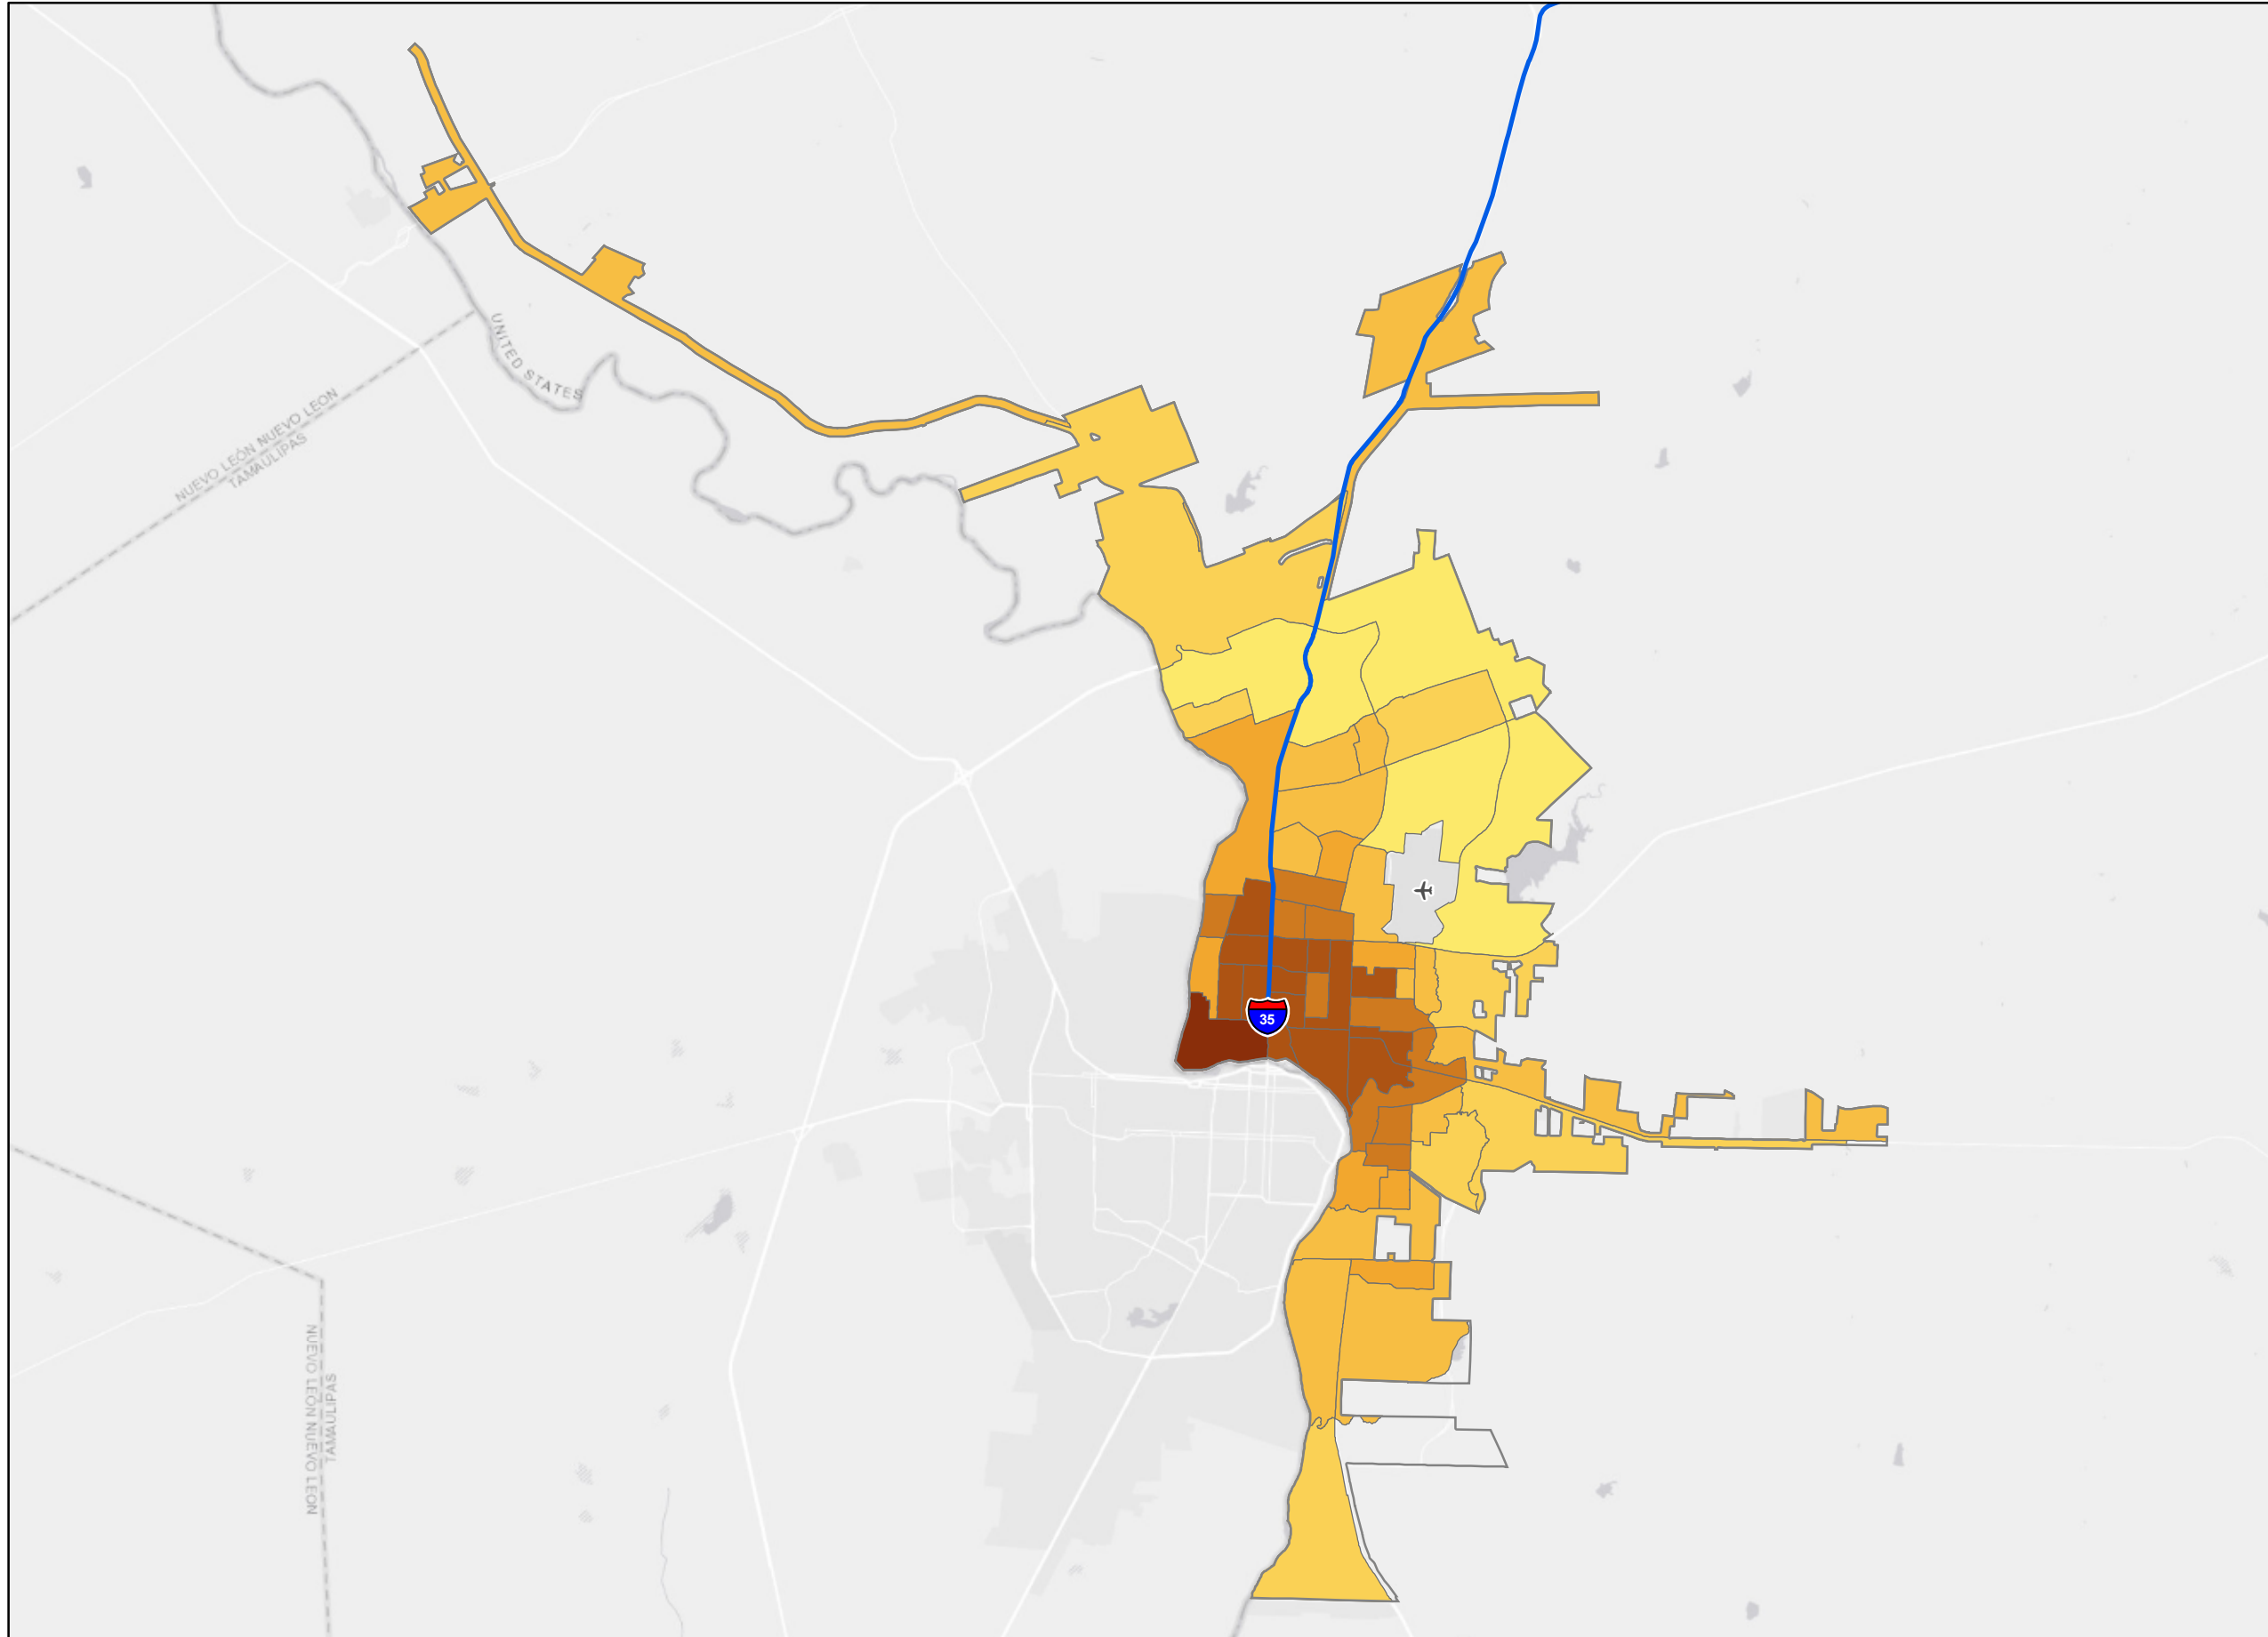 UNITED STATES
NUEVO LEÓN NUEVO LEON
TAMAULIPAS
35
NUEVO LEÓN NUEVO LEON
TAMAULIPAS